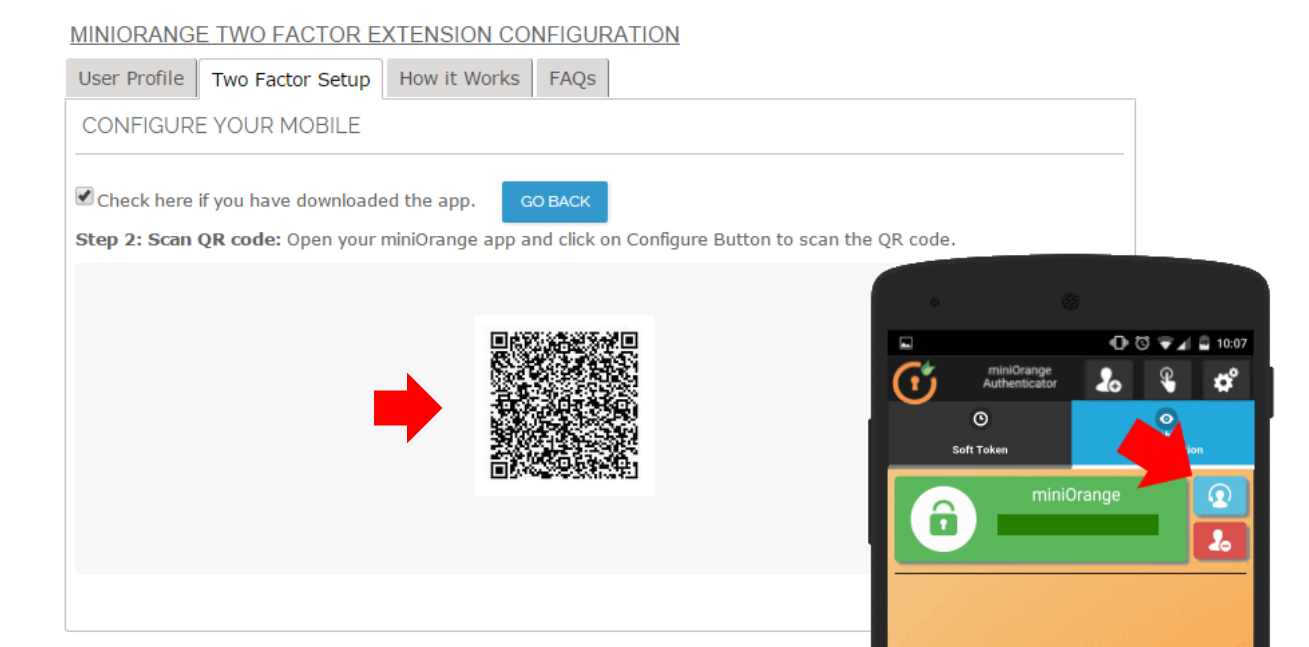 MINIORANGE TWO FACTOR EXTENSION CONFIGURATION
User Profile
Two Factor Setup
How it Works
FAQs
CONFIGURE YOUR MOBILE
Check here if you have downloaded the app.
GO BACK
Step 2: Scan QR code: Open your miniOrange app and click on Configure Button to scan the QR code.
10:07
miniOrange
Authenticator
Soft Token
miniOrange